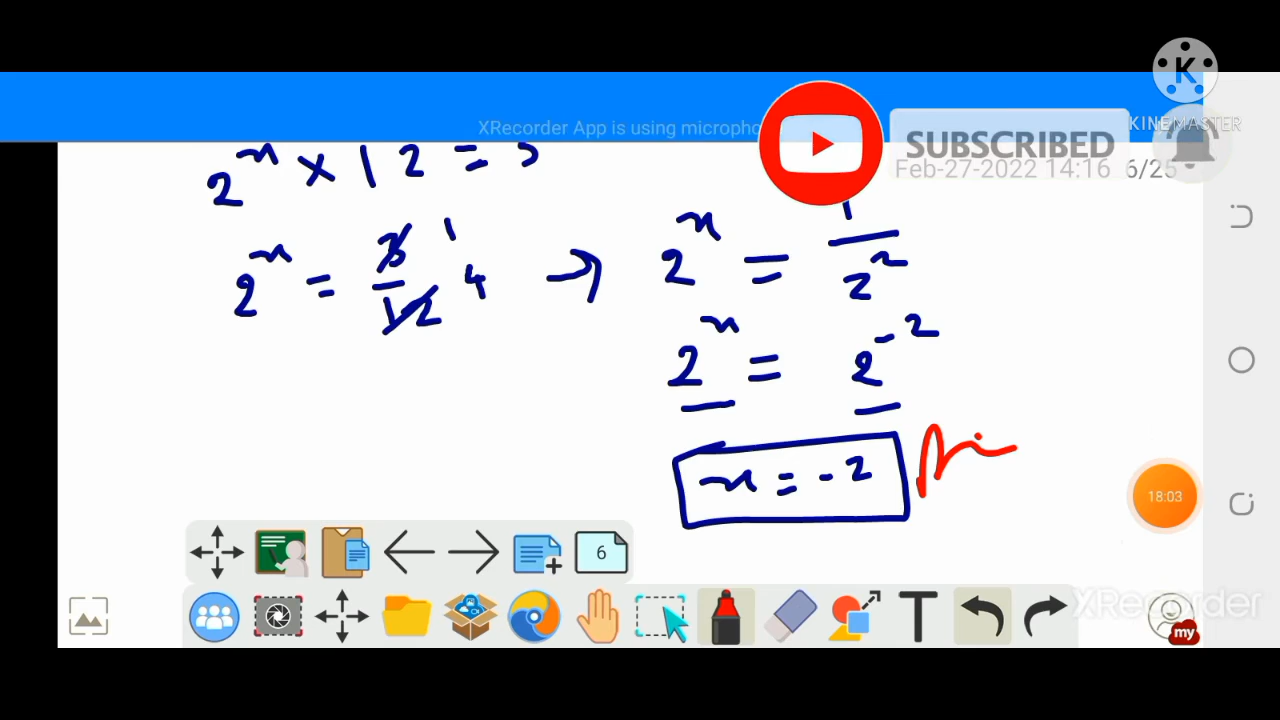 K
KINEMASTER
XRecorder App is using micropho
SUBSCRIBED
Feb-27-2022 14:16 6/25
2^x × 12 = 3
2^x = 3/12 1 4 → 2^x = 1/2^2
2^x = 2^-2
x = -2
18:03
6
T
XRecorder
my